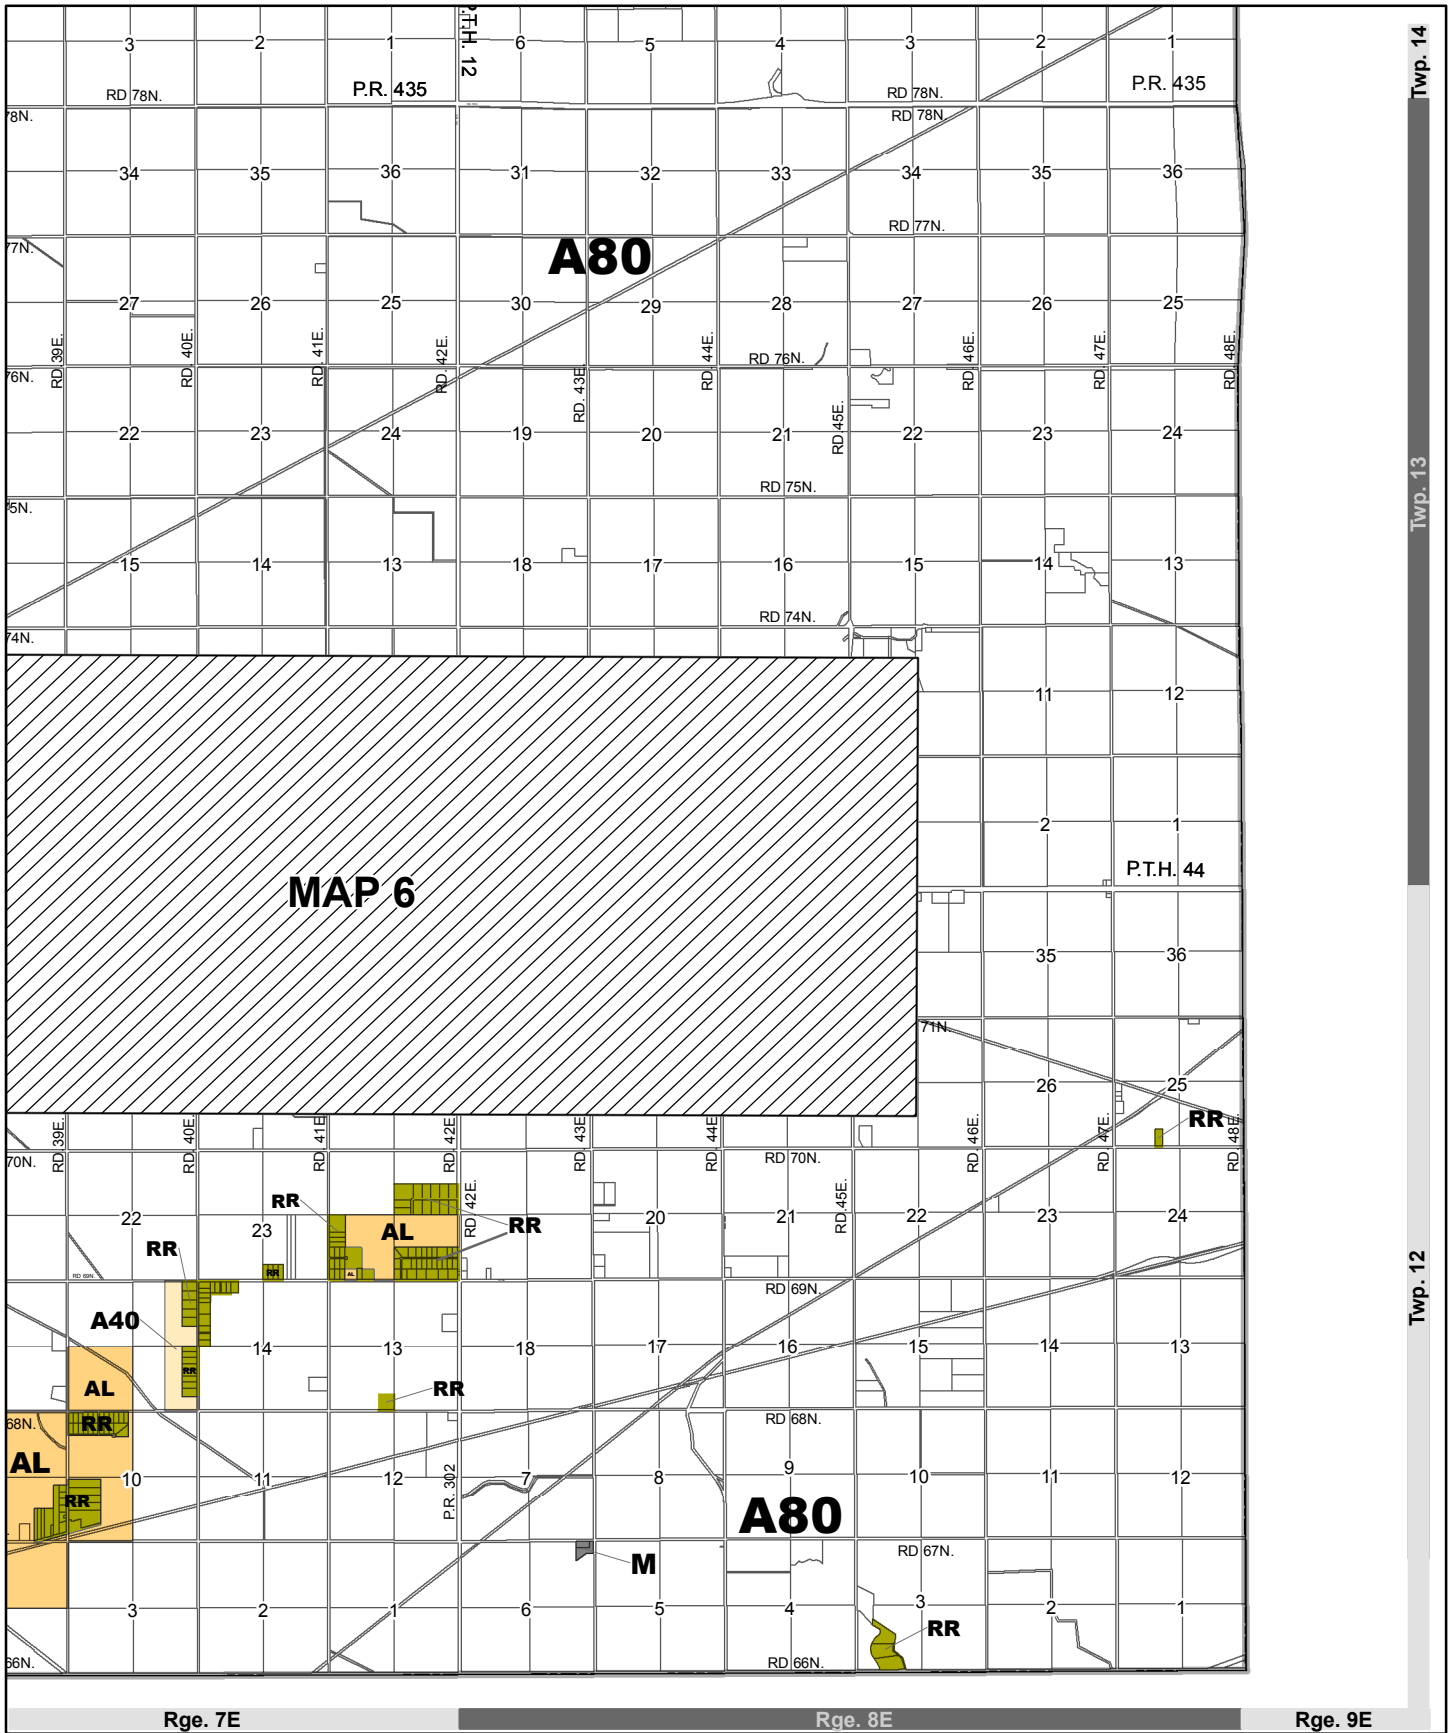 P.T.H. 12
3 2 1 6 5 4 3 2 1
RD 78N. P.R. 435 RD 78N. P.R. 435
78N. RD 78N.
34 35 36 31 32 33 34 35 36
RD 77N.
77N.
A80
27 26 25 30 29 28 27 26 25
RD. 39E. RD. 40E. RD. 41E. RD. 42E. RD. 43E. RD. 44E. RD. 46E. RD. 47E. RD. 48E.
RD 76N.
76N.
RD.45E.
22 23 24 19 20 21 22 23 24
RD 75N.
75N.
15 14 13 18 17 16 15 14 13
RD 74N.
74N.
11 12
2 1
P.T.H. 44
MAP 6
35 36
71N.
26 25
RR
RD. 39E. RD. 40E. RD. 41E. RD. 42E. RD. 43E. RD. 44E. RD. 46E. RD. 47E. RD. 48E.
70N. RD 70N.
RR RD. 42E. RD.45E.
22 23 AL RR 20 21 22 23 24
RR
RD 69N. RR AL RD 69N.
A40
14 13 18 17 16 15 14 13
RR
AL RR
68N. RR RD 68N.
AL
10 11 12 7 8 9 10 11 12
RR P.R. 302
A80
RD 67N.
M
3 2 1 6 5 4 3 2 1
RR
66N. RD 66N.
Twp. 14
Twp. 13
Twp. 12
Rge. 7E Rge. 8E Rge. 9E